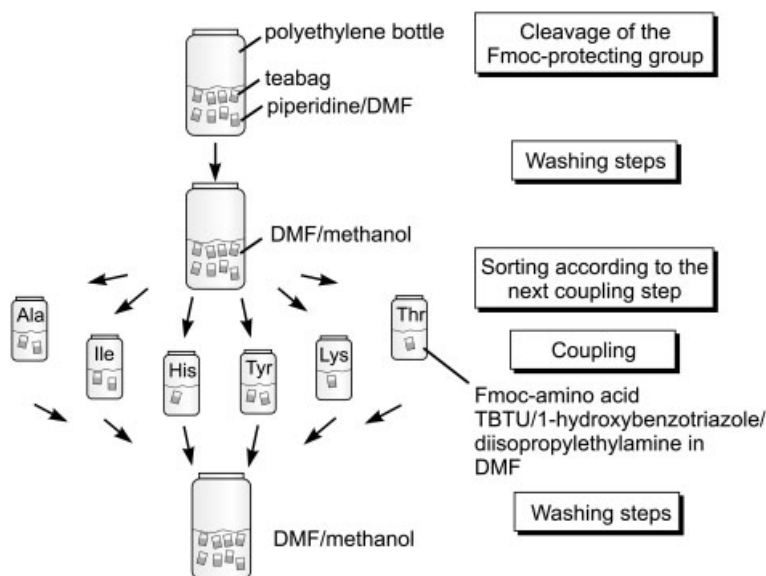 polyethylene bottle
Cleavage of the
Fmoc-protecting group
teabag
piperidine/DMF
Washing steps
DMF/methanol
Sorting according to the
next coupling step
Ala
Ile
His
Tyr
Lys
Thr
Coupling
Fmoc-amino acid
TBTU/1-hydroxybenzotriazole/
diisopropylethylamine in
DMF
Washing steps
DMF/methanol